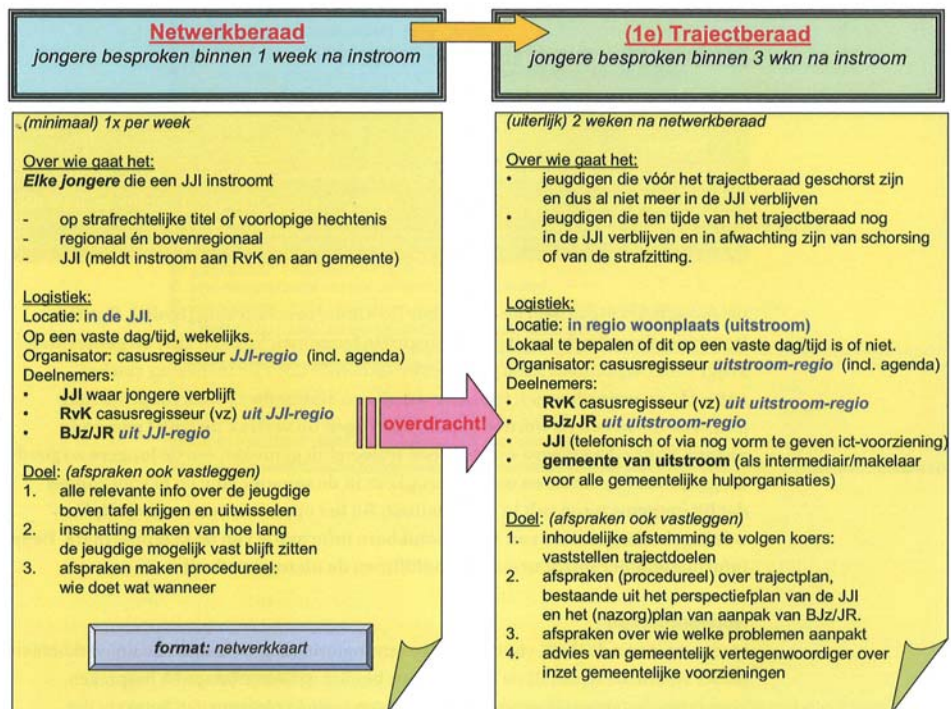 Netwerkberaad
jongere besproken binnen 1 week na instroom
(minimaal) 1x per week
Over wie gaat het:
Elke jongere die een JJI instroomt
- op strafrechtelijke titel of voorlopige hechtenis
- regionaal én bovenregionaal
- JJI (meldt instroom aan RvK en aan gemeente)
Logistiek:
Locatie: in de JJI.
Op een vaste dag/tijd, wekelijks.
Organisator: casusregisseur JJI-regio (incl. agenda)
Deelnemers:
• JJI waar jongere verblijft
• RvK casusregisseur (vz) uit JJI-regio
• BJz/JR uit JJI-regio
Doel: (afspraken ook vastleggen)
1. alle relevante info over de jeugdige
boven tafel krijgen en uitwisselen
2. inschatting maken van hoe lang
de jeugdige mogelijk vast blijft zitten
3. afspraken maken procedureel:
wie doet wat wanneer
format: netwerkkaart
overdracht!
(1e) Trajectberaad
jongere besproken binnen 3 wkn na instroom
(uiterlijk) 2 weken na netwerkberaad
Over wie gaat het:
• jeugdigen die vóór het trajectberaad geschorst zijn
en dus al niet meer in de JJI verblijven
• jeugdigen die ten tijde van het trajectberaad nog
in de JJI verblijven en in afwachting zijn van schorsing
of van de strafzitting.
Logistiek:
Locatie: in regio woonplaats (uitstroom)
Lokaal te bepalen of dit op een vaste dag/tijd is of niet.
Organisator: casusregisseur uitstroom-regio (incl. agenda)
Deelnemers:
• RvK casusregisseur (vz) uit uitstroom-regio
• BJz/JR uit uitstroom-regio
• JJI (telefonisch of via nog vorm te geven ict-voorziening)
• gemeente van uitstroom (als intermediair/makelaar
voor alle gemeentelijke hulporganisaties)
Doel: (afspraken ook vastleggen)
1. inhoudelijke afstemming te volgen koers:
vaststellen trajectdoelen
2. afspraken (procedureel) over trajectplan,
bestaande uit het perspectiefplan van de JJI
en het (nazorg)plan van aanpak van BJz/JR.
3. afspraken over wie welke problemen aanpakt
4. advies van gemeentelijk vertegenwoordiger over
inzet gemeentelijke voorzieningen